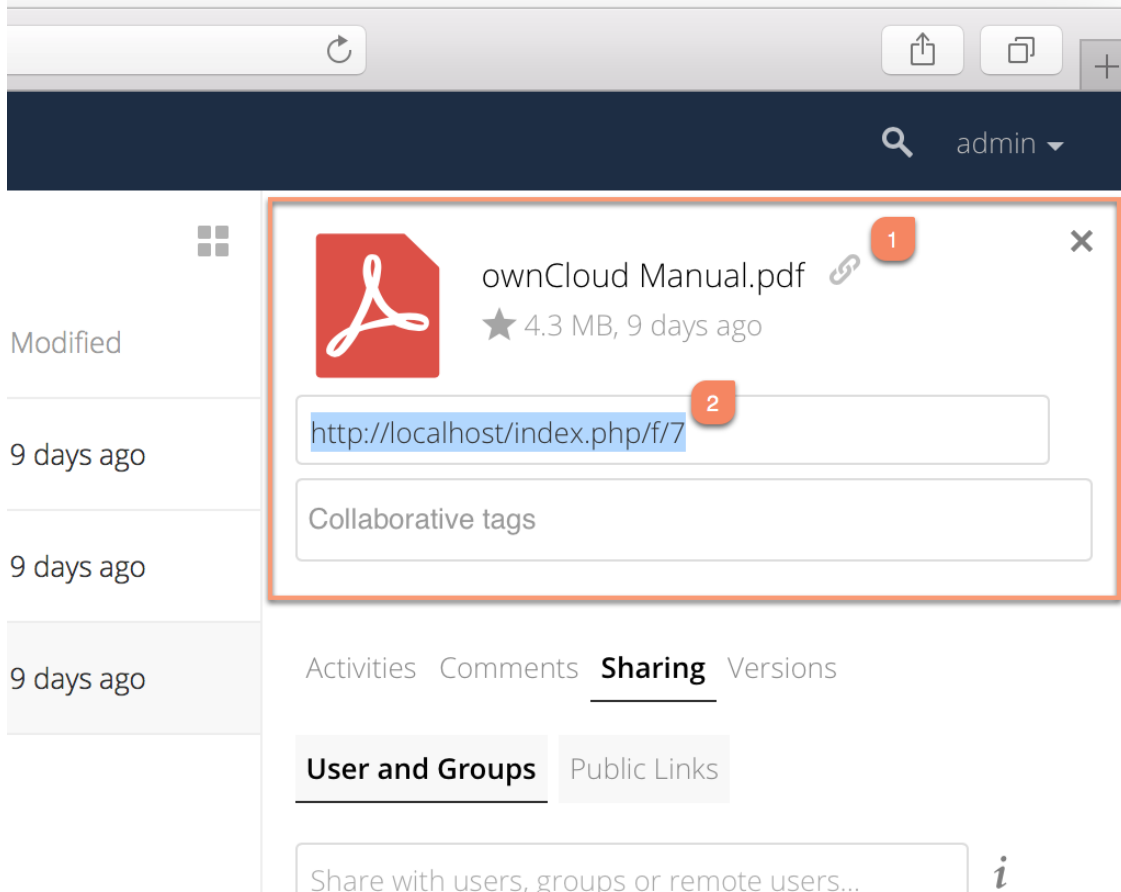 admin
1
ownCloud Manual.pdf
4.3 MB, 9 days ago
Modified
2
http://localhost/index.php/f/7
9 days ago
Collaborative tags
9 days ago
Activities Comments Sharing Versions
9 days ago
User and Groups Public Links
Share with users, groups or remote users...
i